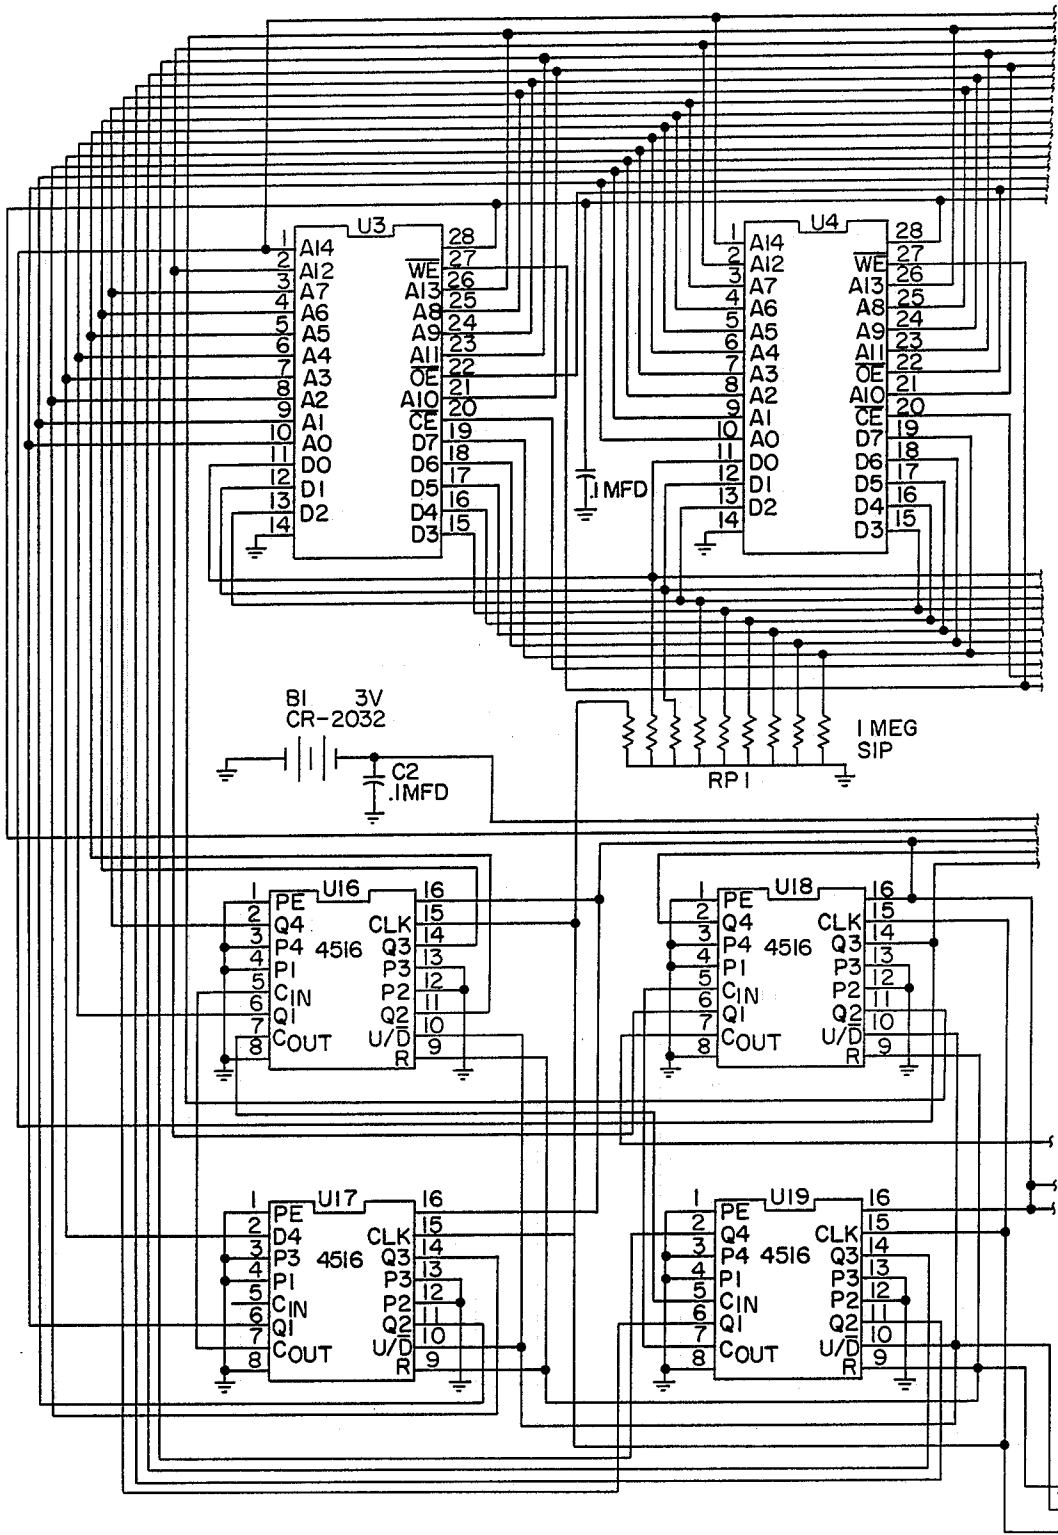 U3
1 A14
2 A12
3 A7
4 A6
5 A5
6 A4
7 A3
8 A2
9 A1
10 A0
11 D0
12 D1
13 D2
14
28
WE 27
A13 26
A8 25
A9 24
A11 23
OE 22
A10 21
CE 20
D7 19
D6 18
D5 17
D4 16
D3 15
.1MFD
U4
1 A14
2 A12
3 A7
4 A6
5 A5
6 A4
7 A3
8 A2
9 A1
10 A0
11 D0
12 D1
13 D2
14
28
WE 27
A13 26
A8 25
A9 24
A11 23
OE 22
A10 21
CE 20
D7 19
D6 18
D5 17
D4 16
D3 15
B1 3V
CR-2032
C2
.1MFD
1 MEG
SIP
RP1
U16
4516
1 PE
2 Q4
3 P4
4 P1
5 CIN
6 Q1
7 COUT
8
16
CLK 15
Q3 14
P3 13
P2 12
Q2 11
U/D 10
R 9
U18
4516
1 PE
2 Q4
3 P4
4 P1
5 CIN
6 Q1
7 COUT
8
16
CLK 15
Q3 14
P3 13
P2 12
Q2 11
U/D 10
R 9
U17
4516
1 PE
2 D4
3 P3
4 P1
5 CIN
6 Q1
7 COUT
8
16
CLK 15
Q3 14
P3 13
P2 12
Q2 11
U/D 10
R 9
U19
4516
1 PE
2 Q4
3 P4
4 P1
5 CIN
6 Q1
7 COUT
8
16
CLK 15
Q3 14
P3 13
P2 12
Q2 11
U/D 10
R 9